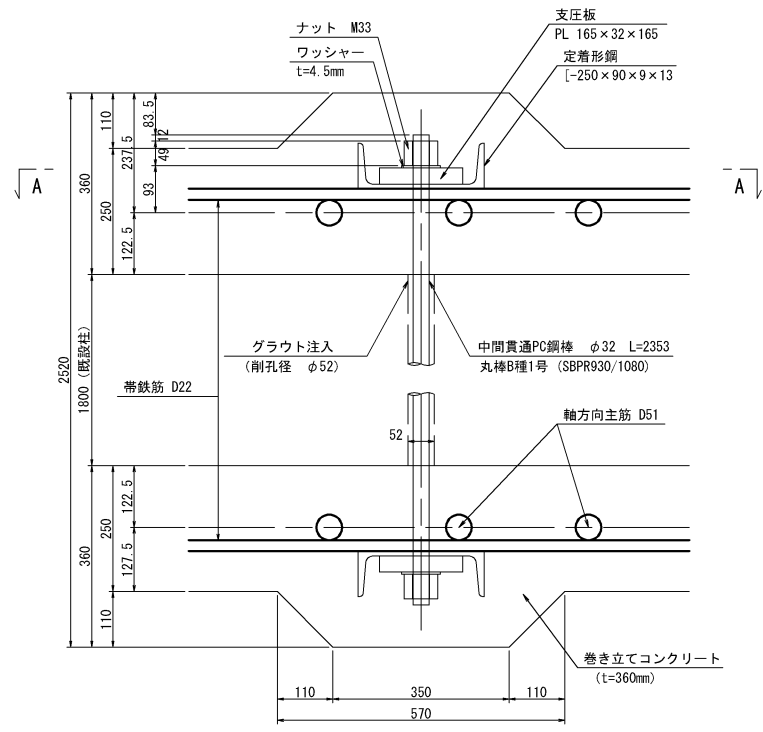 支圧板
PL 165×32×165
ナット M33
ワッシャー
t=4.5mm
定着形鋼
[-250×90×9×13
110
83.5
12
237.5
49
93
360
250
122.5
A
A
グラウト注入
(削孔径 φ52)
中間貫通PC鋼棒 φ32 L=2353
丸棒B種1号 (SBPR930/1080)
2520
1800 (既設柱)
帯鉄筋 D22
52
軸方向主筋 D51
122.5
250
127.5
360
110
巻き立てコンクリート
(t=360mm)
110
350
110
570